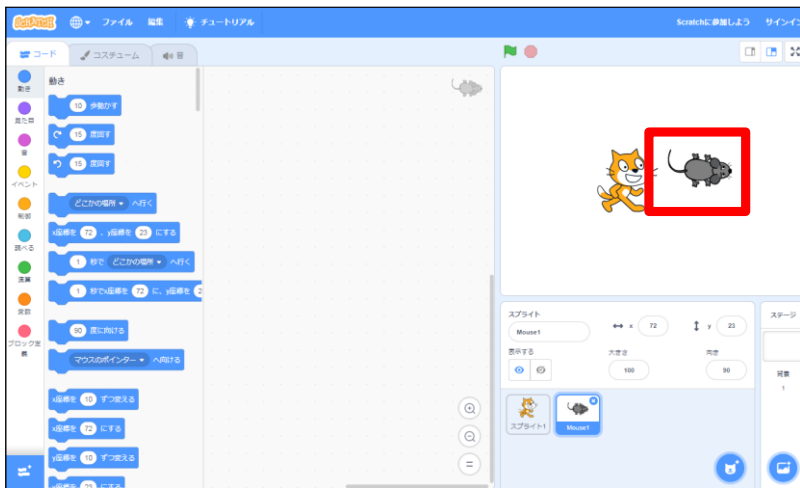 SCRATCH ファイル 編集 チュートリアル Scratchに参加しよう サインイン
コード コスチューム 音
動き
見た目
音
イベント
制御
調べる
演算
変数
ブロック定義
動き
10 歩動かす
15 度回す
15 度回す
どこかの場所 へ行く
x座標を 72 、y座標を 23 にする
1 秒で どこかの場所 へ行く
1 秒でx座標を 72 に、y座標を 2
90 度に向ける
マウスのポインター へ向ける
x座標を 10 ずつ変える
x座標を 72 にする
y座標を 10 ずつ変える
y座標を 23 にする
スプライト
Mouse1
x 72 y 23
表示する 大きさ 向き
100 90
スプライト1 Mouse1
ステージ
背景
1